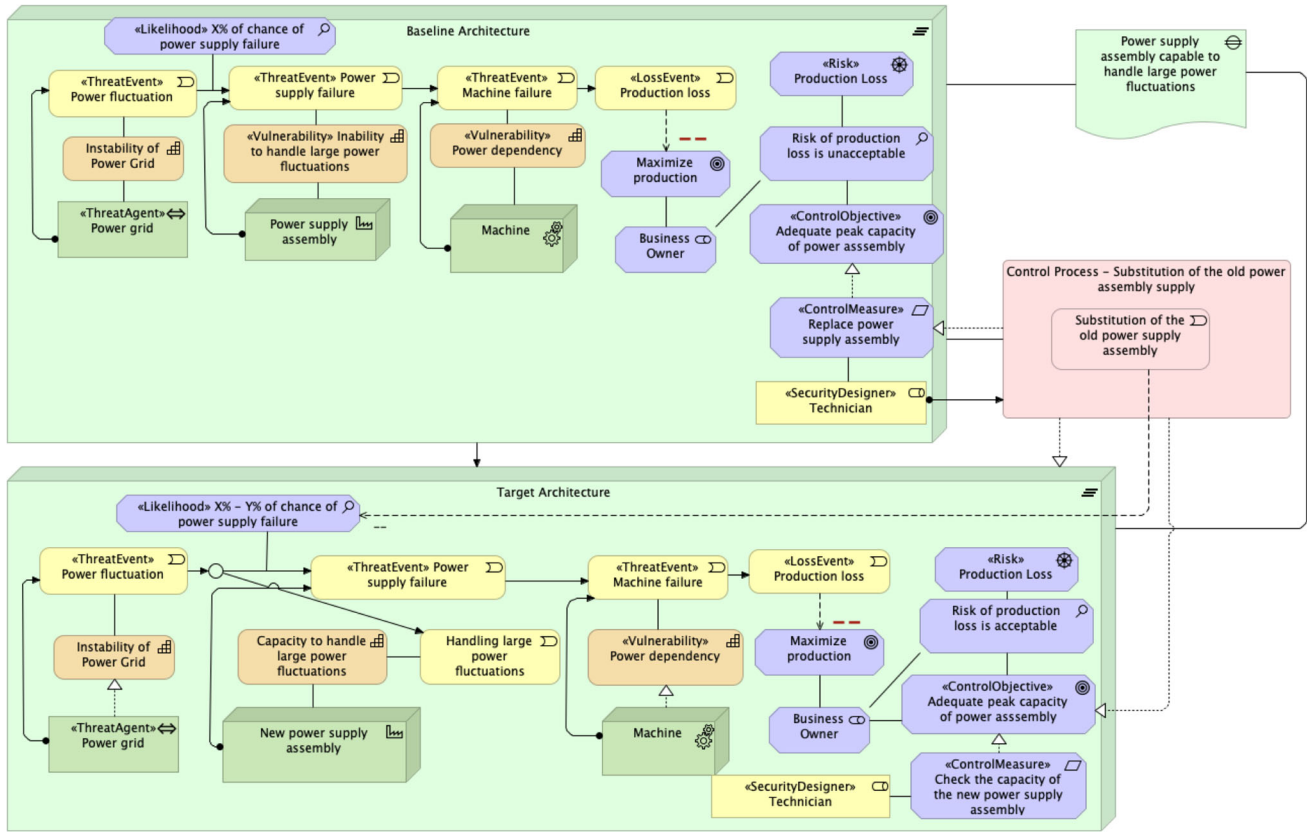 Baseline Architecture
«Likelihood» X% of chance of
power supply failure
«ThreatEvent»
Power fluctuation
«ThreatEvent» Power
supply failure
«ThreatEvent»
Machine failure
«LossEvent»
Production loss
«Risk»
Production Loss
Instability of
Power Grid
«Vulnerability» Inability
to handle large power
fluctuations
«Vulnerability»
Power dependency
Maximize
production
Risk of production
loss is unacceptable
«ThreatAgent»
Power grid
Power supply
assembly
Machine
Business
Owner
«ControlObjective»
Adequate peak capacity
of power asssembly
«ControlMeasure»
Replace power
supply assembly
«SecurityDesigner»
Technician
Power supply
assembly capable to
handle large power
fluctuations
Control Process – Substitution of the old power
assembly supply
Substitution of the
old power supply
assembly
Target Architecture
«Likelihood» X% – Y% of chance of
power supply failure
«ThreatEvent»
Power fluctuation
«ThreatEvent» Power
supply failure
«ThreatEvent»
Machine failure
«LossEvent»
Production loss
«Risk»
Production Loss
Instability of
Power Grid
Capacity to handle
large power
fluctuations
Handling large
power
fluctuations
«Vulnerability»
Power dependency
Maximize
production
Risk of production
loss is acceptable
«ThreatAgent»
Power grid
New power supply
assembly
Machine
Business
Owner
«ControlObjective»
Adequate peak capacity
of power asssembly
«SecurityDesigner»
Technician
«ControlMeasure»
Check the capacity of
the new power supply
assembly